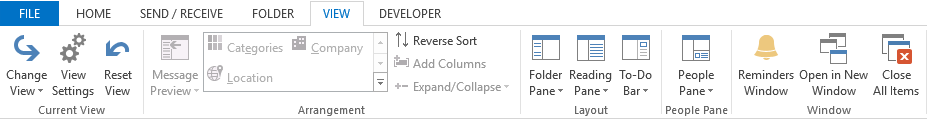 FILE HOME SEND / RECEIVE FOLDER VIEW DEVELOPER
Change View
View Settings
Reset View
Current View
Message Preview
Categories Company
Location
Reverse Sort
Add Columns
Expand/Collapse
Arrangement
Folder Pane
Reading Pane
To-Do Bar
Layout
People Pane
People Pane
Reminders Window
Open in New Window
Close All Items
Window